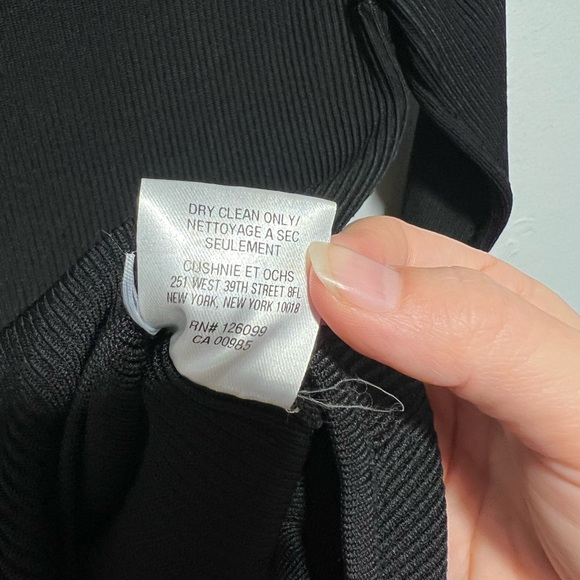 DRY CLEAN ONLY/
NETTOYAGE A SEC
SEULEMENT
CUSHNIE ET OCHS
251 WEST 39TH STREET 8FL
NEW YORK, NEW YORK 10018
RN# 126099
CA 00985